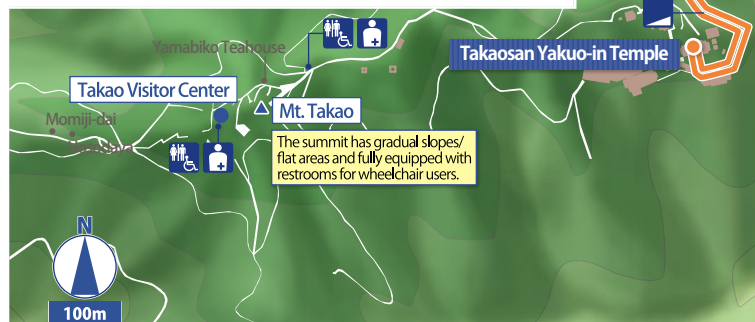 Yamabiko Teahouse
Takaosan Yakuo-in Temple
Takao Visitor Center
Mt. Takao
Momiji-dai
The summit has gradual slopes/
flat areas and fully equipped with
restrooms for wheelchair users.
N
100m